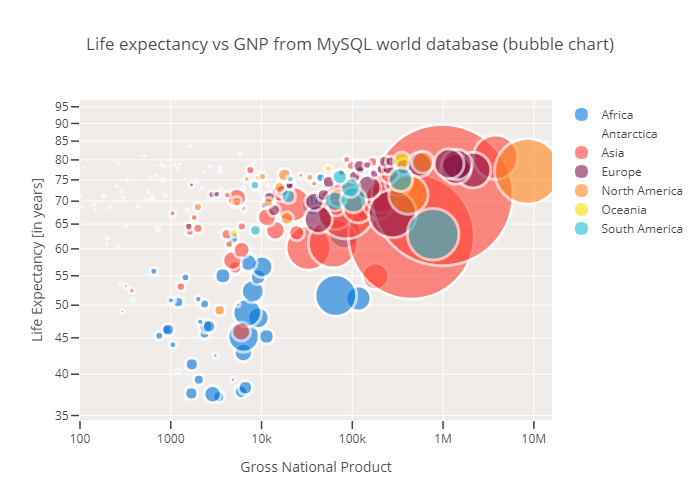 Life expectancy vs GNP from MySQL world database (bubble chart)
95
90
85
80
75
70
65
60
55
50
45
40
35
Life Expectancy [in years]
100
1000
10k
100k
1M
10M
Gross National Product
Africa
Antarctica
Asia
Europe
North America
Oceania
South America